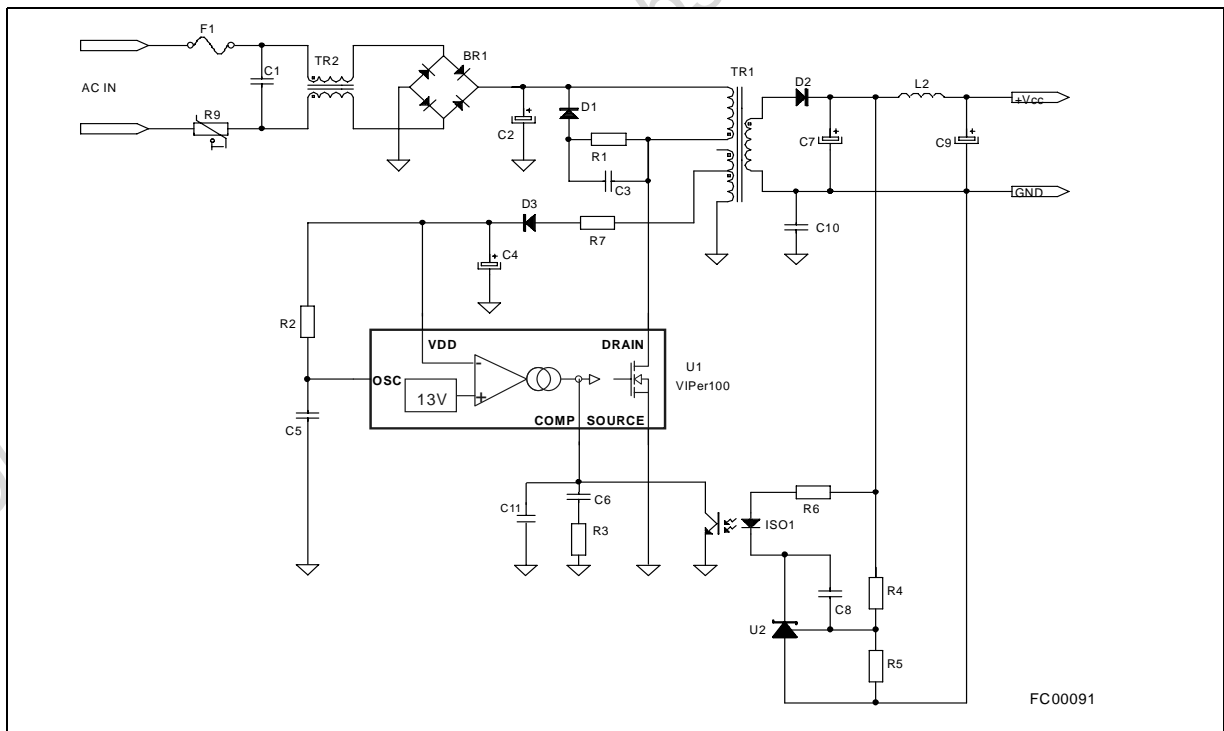 F1
TR2
BR1
C1
AC IN
R9
C2
D1
R1
C3
TR1
D2
L2
+Vcc
C7
C9
GND
C10
D3
R7
C4
R2
VDD
DRAIN
U1
VIPer100
OSC
13V
-
+
COMP
SOURCE
C5
C11
C6
R3
R6
ISO1
C8
R4
U2
R5
FC00091